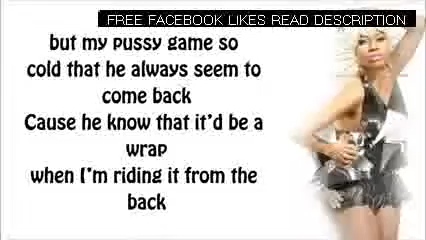 FREE FACEBOOK LIKES READ DESCRIPTION
but my pussy game so
cold that he always seem to
come back
Cause he know that it'd be a
wrap
when I'm riding it from the
back